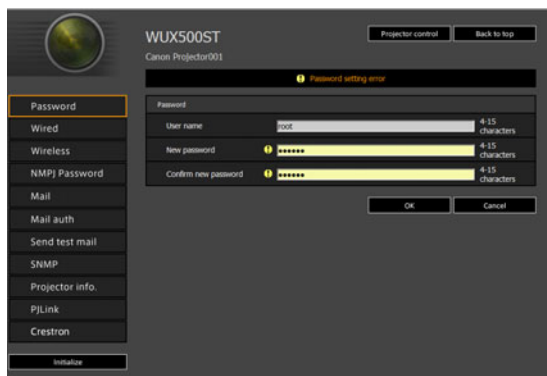 WUX500ST
Projector control
Back to top
Canon Projector001
Password setting error
Password
Wired
Wireless
NMPJ Password
Mail
Mail auth
Send test mail
SNMP
Projector info.
PJLink
Crestron
Initialize
Password
User name
root
4-15
characters
New password
••••••
4-15
characters
Confirm new password
••••••
4-15
characters
OK
Cancel